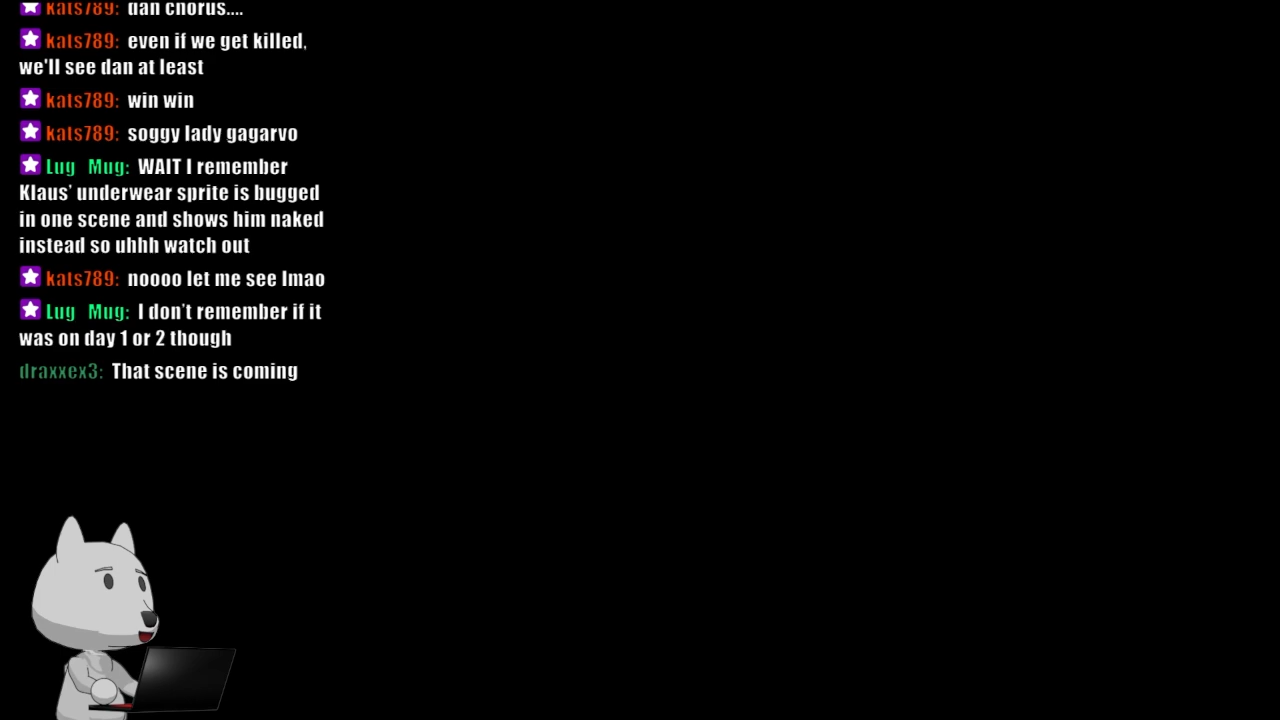 kats789: dan chorus....
kats789: even if we get killed,
we'll see dan at least
kats789: win win
kats789: soggy lady gagarvo
Lug Mug: WAIT I remember
Klaus' underwear sprite is bugged
in one scene and shows him naked
instead so uhhh watch out
kats789: noooo let me see lmao
Lug Mug: I don't remember if it
was on day 1 or 2 though
draxxex3: That scene is coming